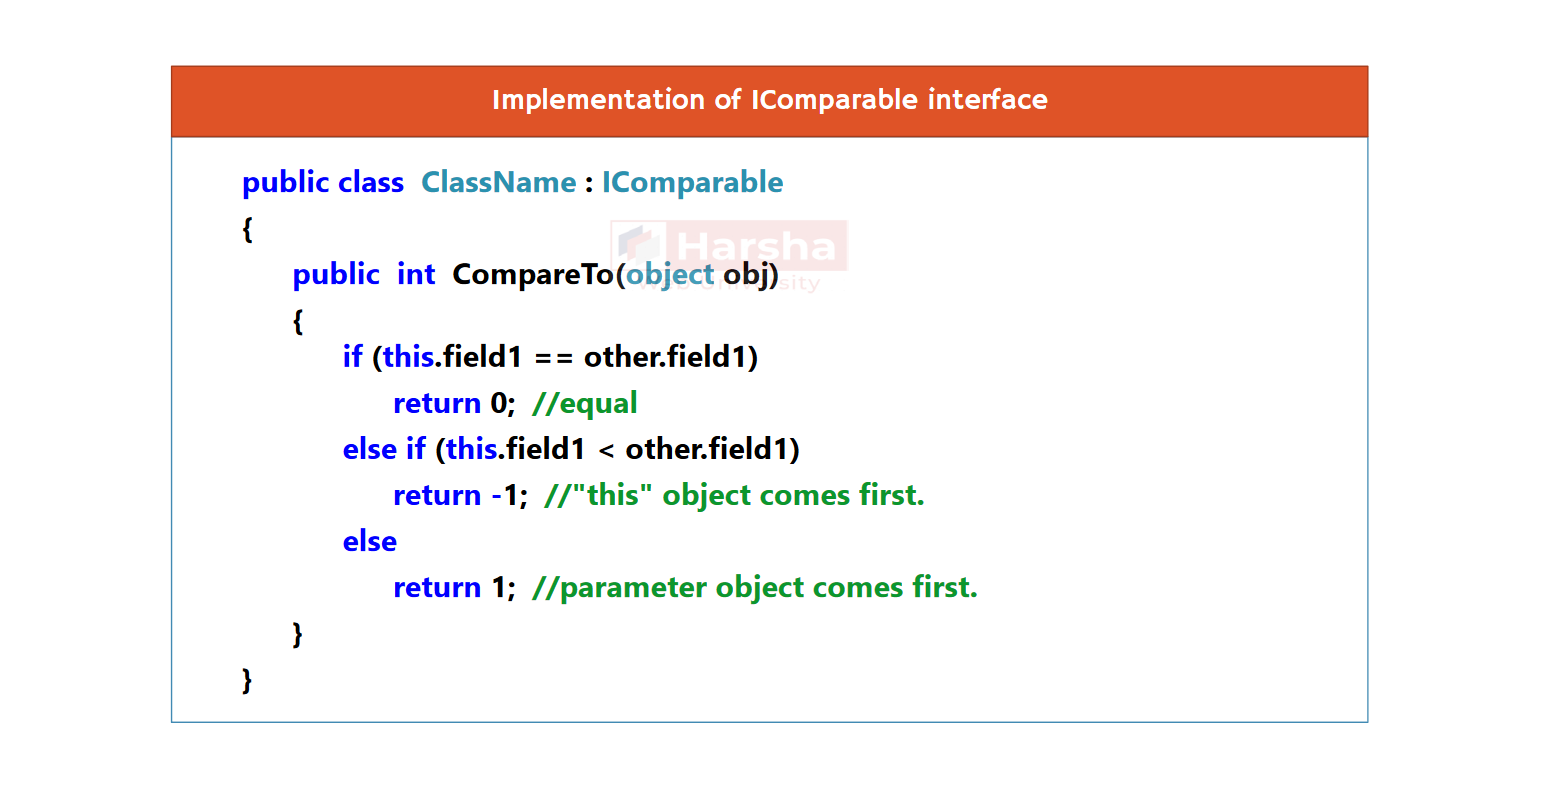 Implementation of IComparable interface
public class ClassName : IComparable
{
Harsha
Web University
public int CompareTo(object obj)
{
if (this.field1 == other.field1)
return 0; //equal
else if (this.field1 < other.field1)
return -1; //"this" object comes first.
else
return 1; //parameter object comes first.
}
}